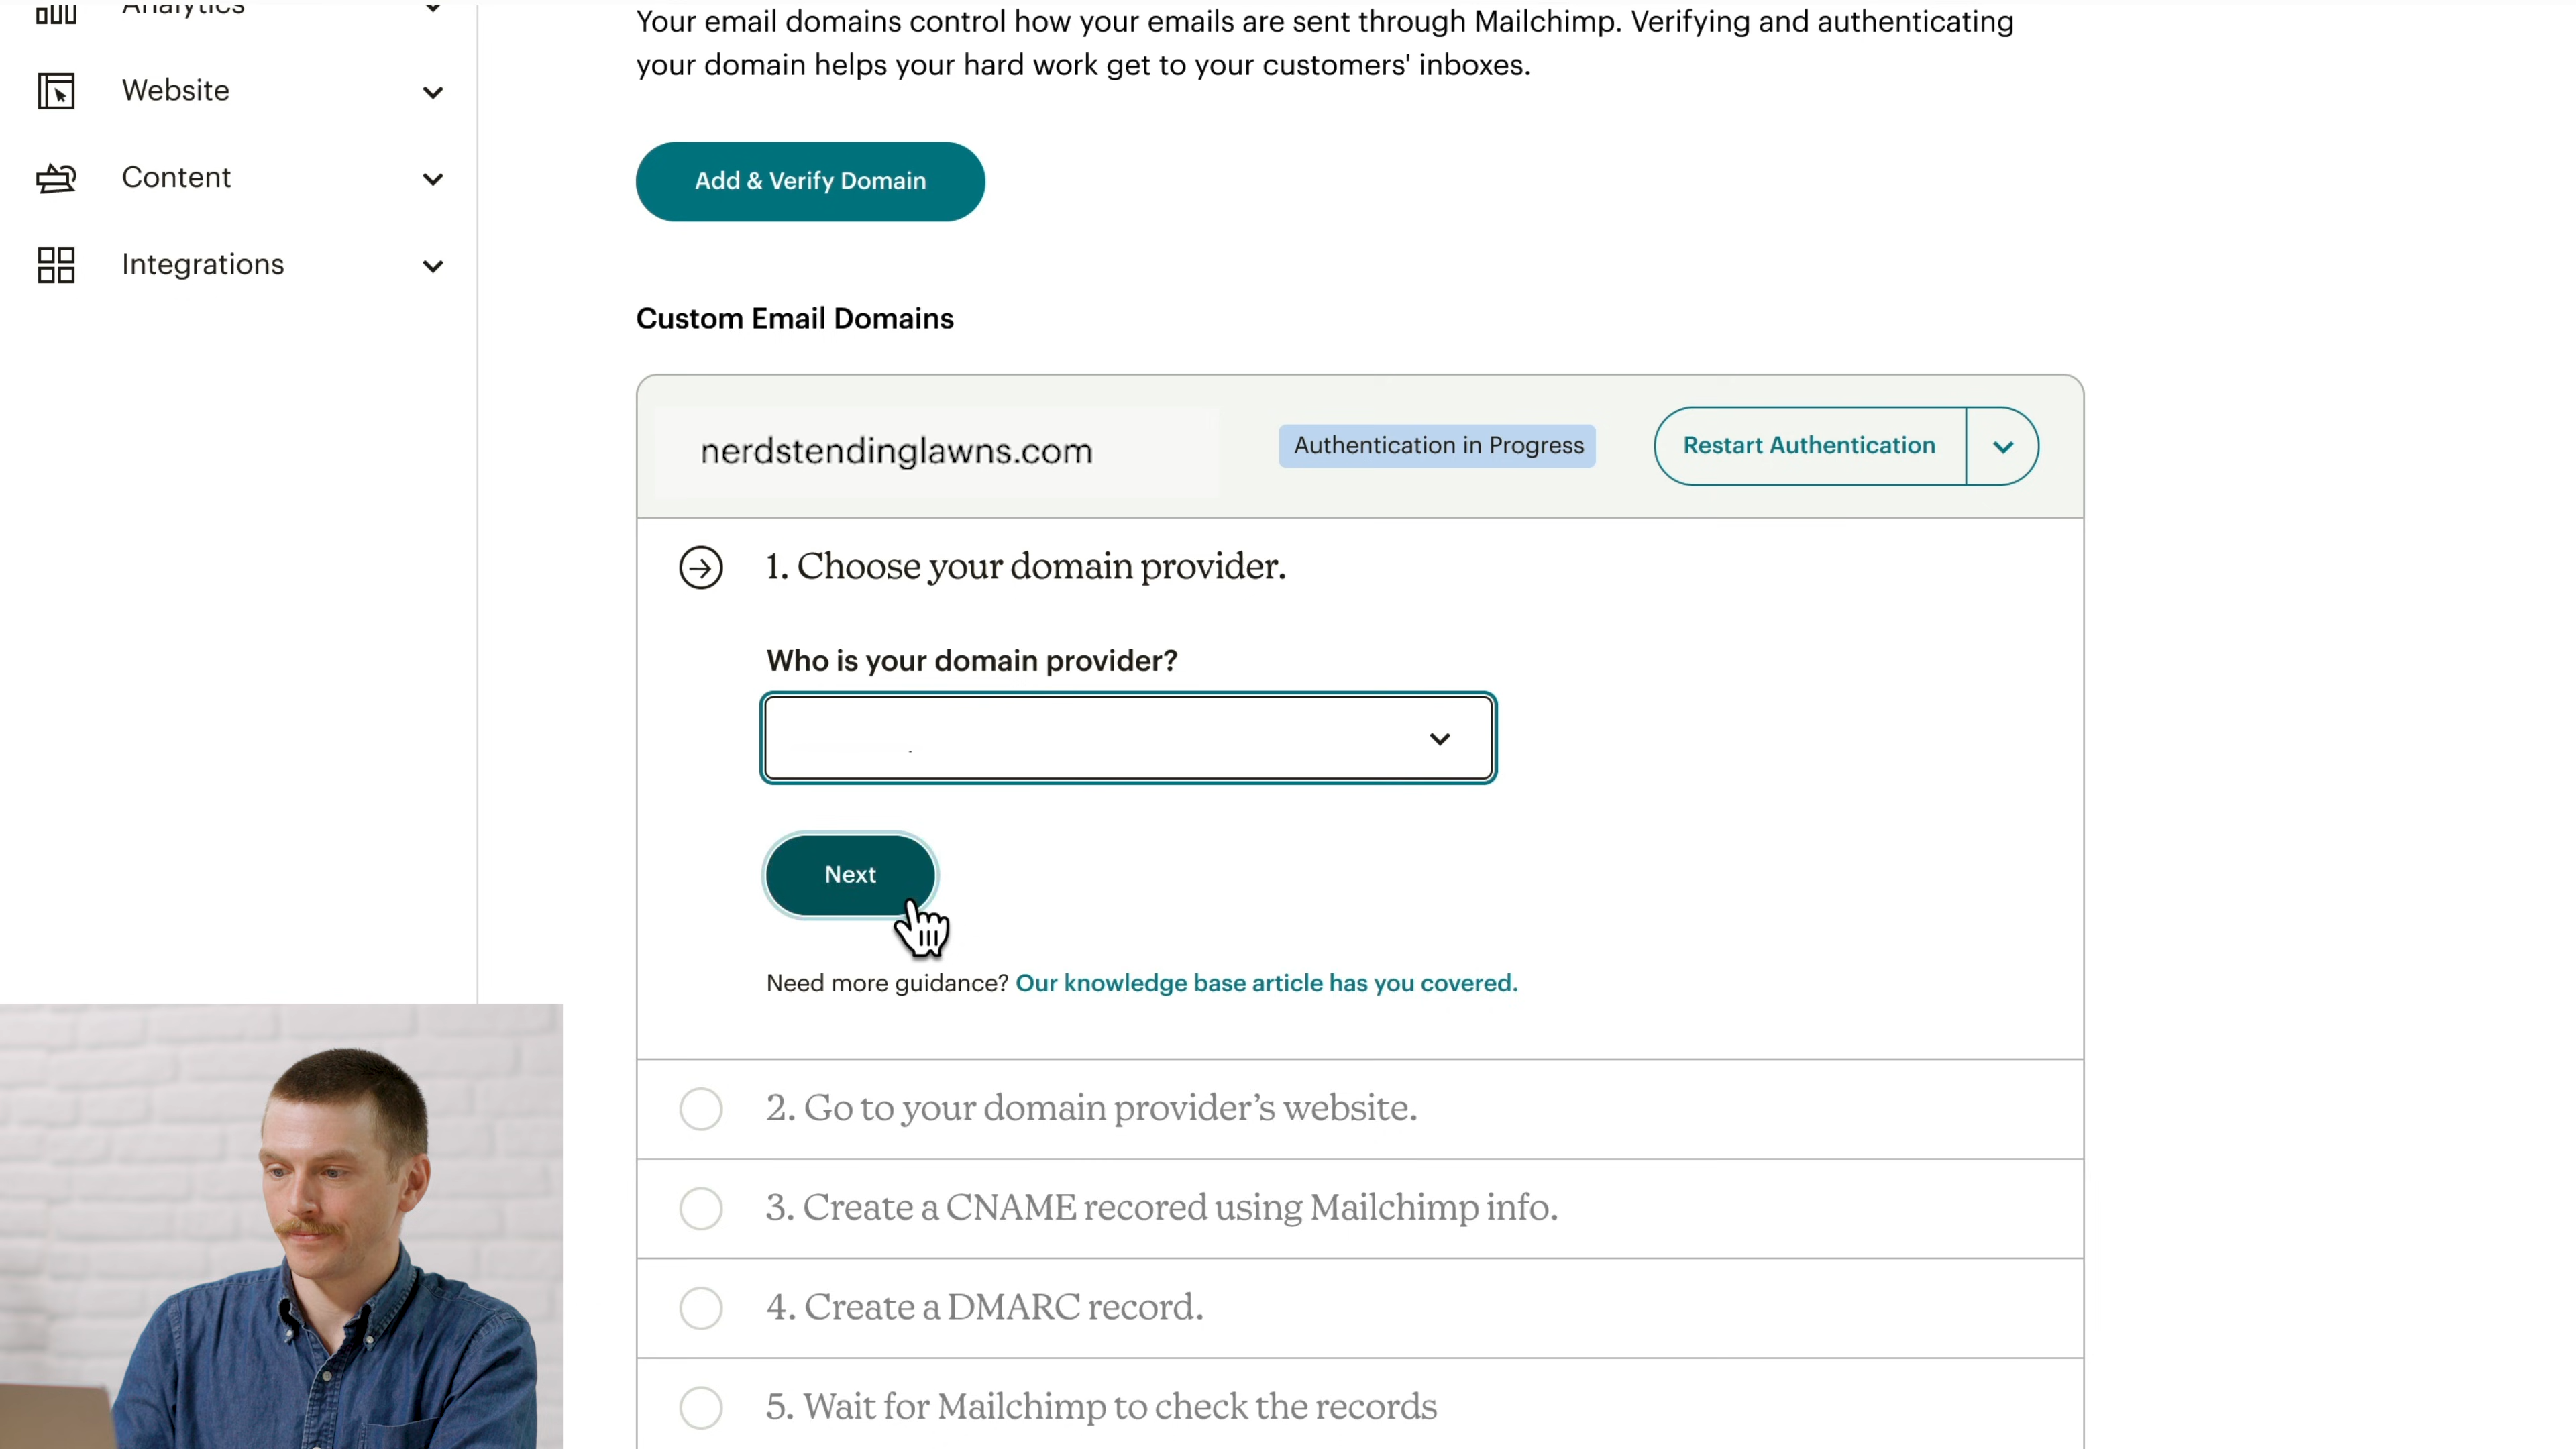 Analytics
Your email domains control how your emails are sent through Mailchimp. Verifying and authenticating
your domain helps your hard work get to your customers' inboxes.
Website
Content
Integrations
Add & Verify Domain
Custom Email Domains
nerdstendinglawns.com
Authentication in Progress
Restart Authentication
1. Choose your domain provider.
Who is your domain provider?
Next
Need more guidance? Our knowledge base article has you covered.
2. Go to your domain provider’s website.
3. Create a CNAME recored using Mailchimp info.
4. Create a DMARC record.
5. Wait for Mailchimp to check the records